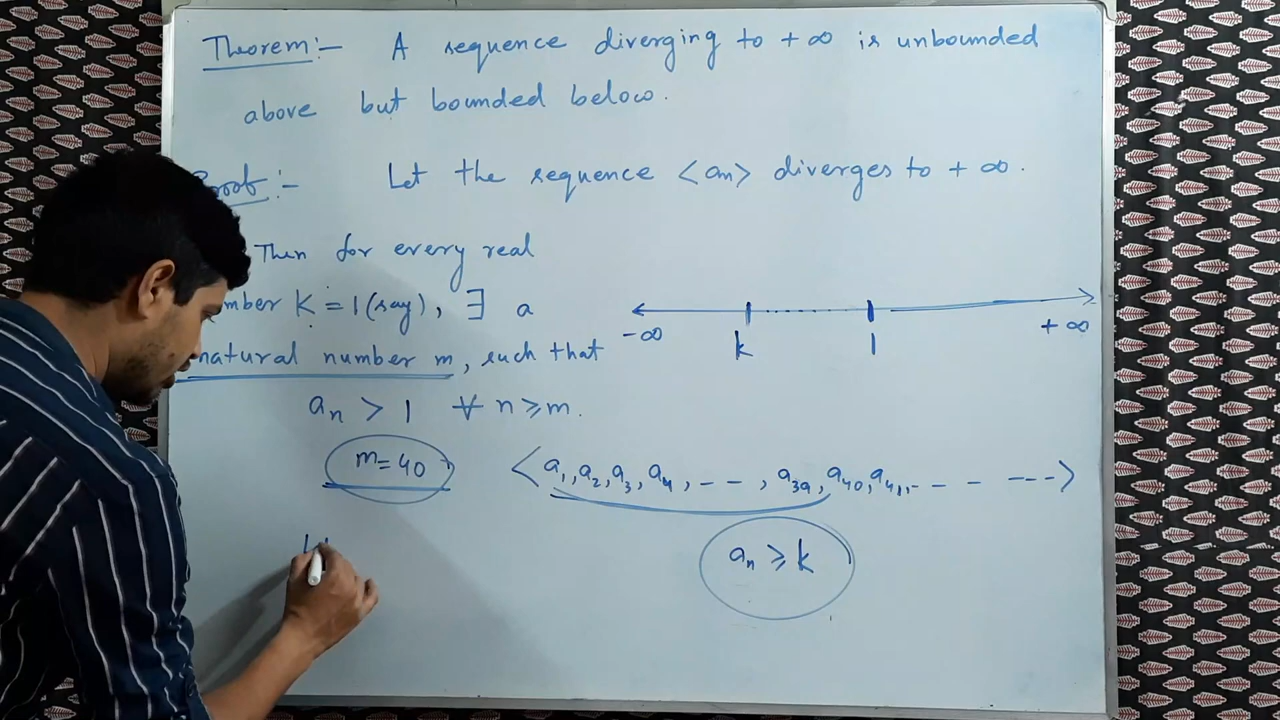 Theorem:- A sequence diverging to +∞ is unbounded
above but bounded below.
Let the sequence <an> diverges to +∞.
Then for every real
K = 1 (say), ∃ a
natural number m, such that
aₙ > 1 ∀ n ≥ m.
-∞ k 1 +∞
m = 40
<a₁, a₂, a₃, a₄, - - , a₃₉, a₄₀, a₄₁, - - - - - ->
aₙ ≥ k